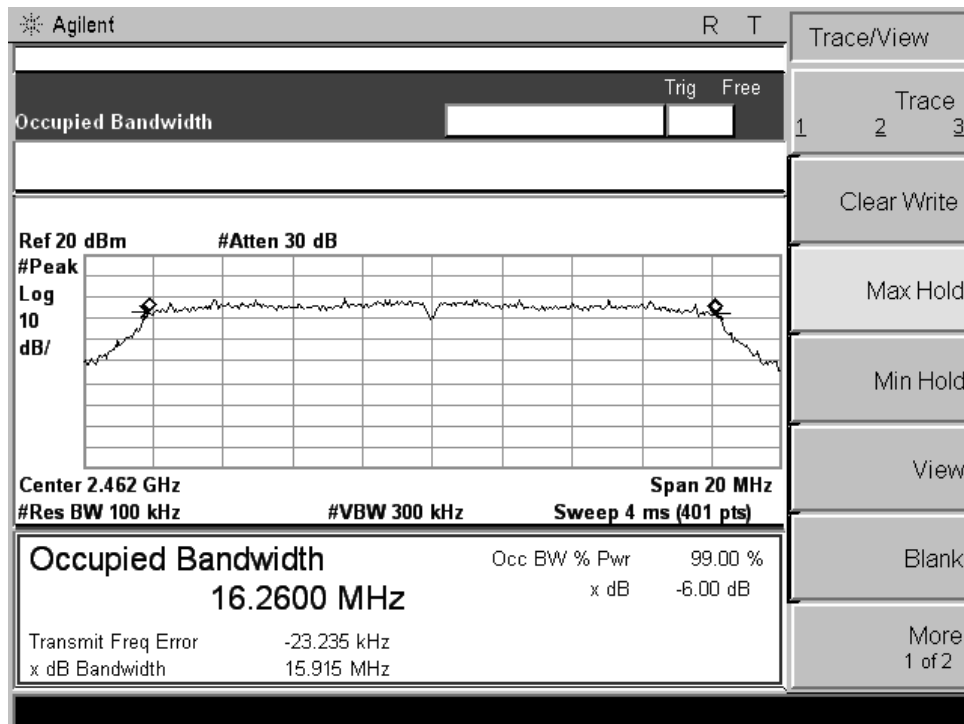 Agilent R T
Trace/View
Trig Free
Occupied Bandwidth
Trace
1 2 3
Clear Write
Ref 20 dBm #Atten 30 dB
#Peak
Log
10
dB/
Max Hold
Min Hold
Center 2.462 GHz Span 20 MHz
#Res BW 100 kHz #VBW 300 kHz Sweep 4 ms (401 pts)
View
Occupied Bandwidth
16.2600 MHz
Occ BW % Pwr 99.00 %
x dB -6.00 dB
Transmit Freq Error -23.235 kHz
x dB Bandwidth 15.915 MHz
Blank
More
1 of 2